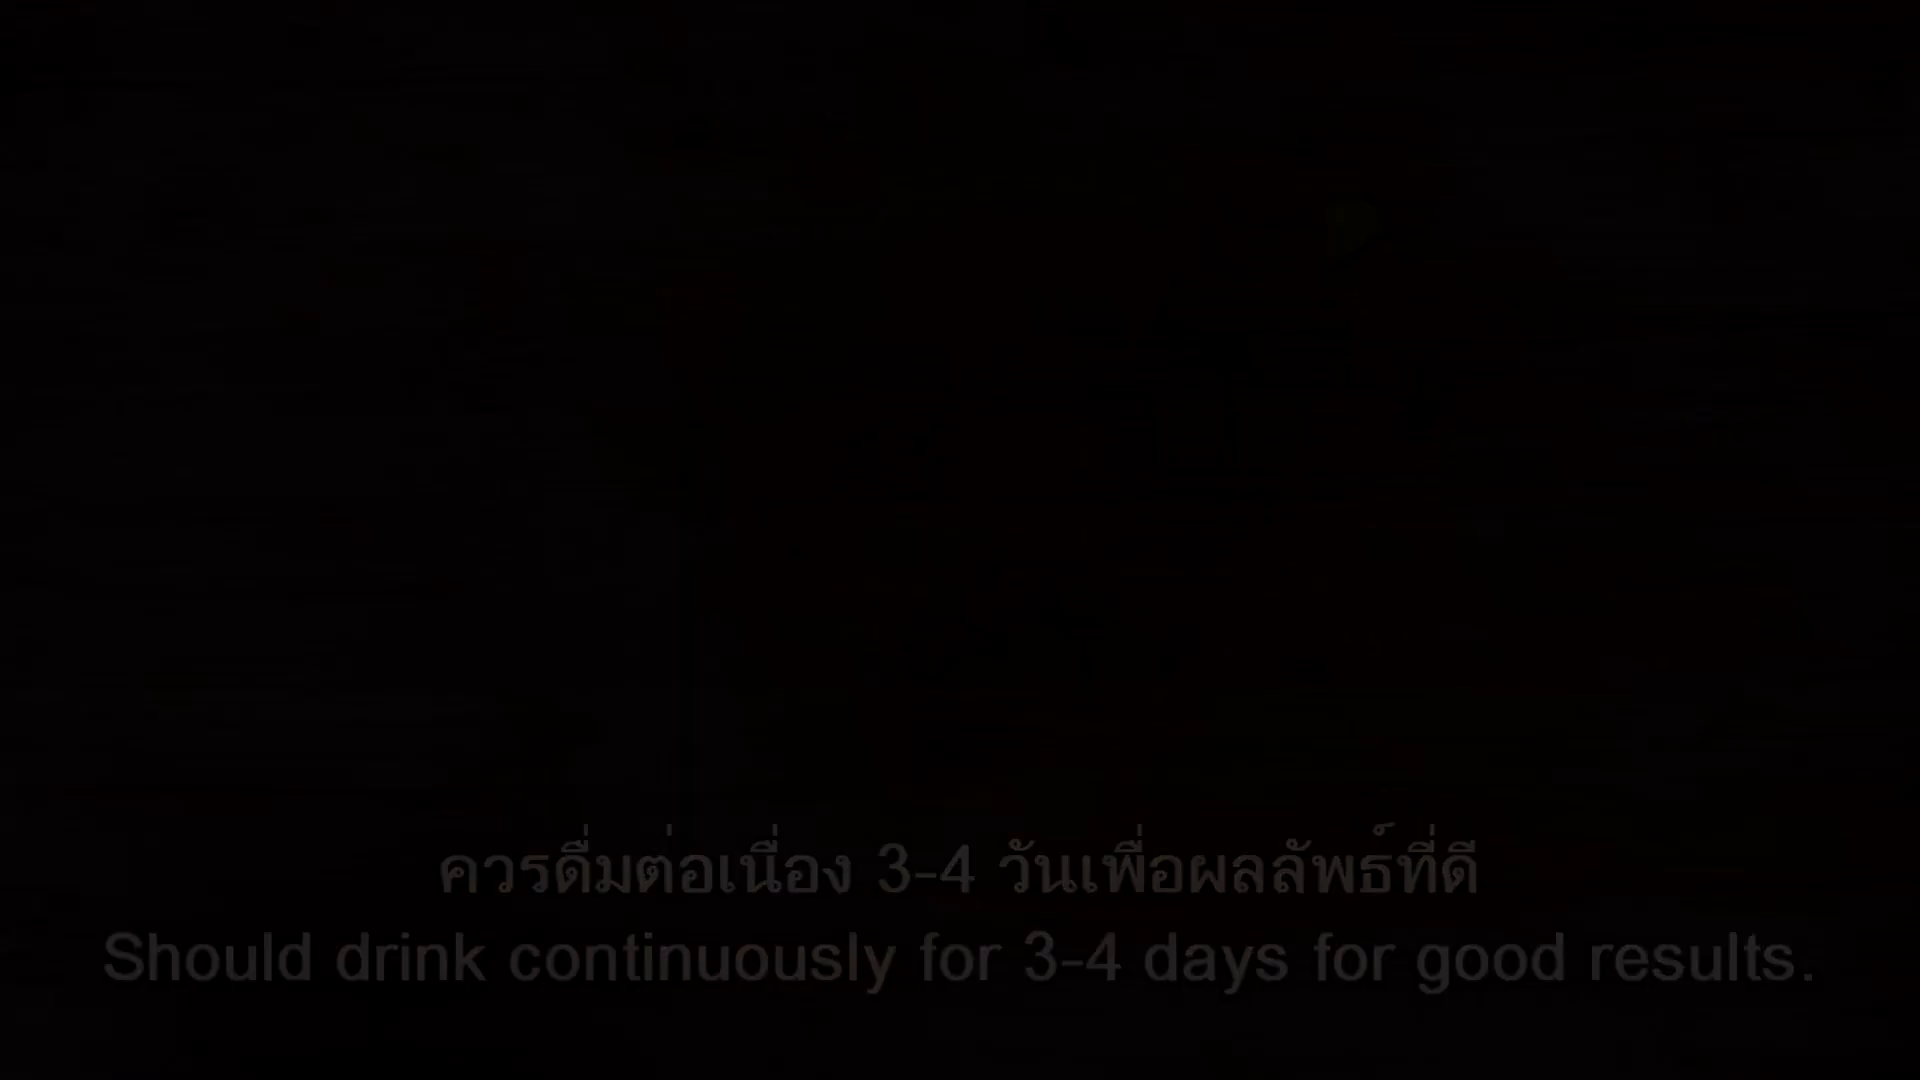 ควรดื่มต่อเนื่อง 3-4 วันเพื่อผลลัพธ์ที่ดี
Should drink continuously for 3-4 days for good results.